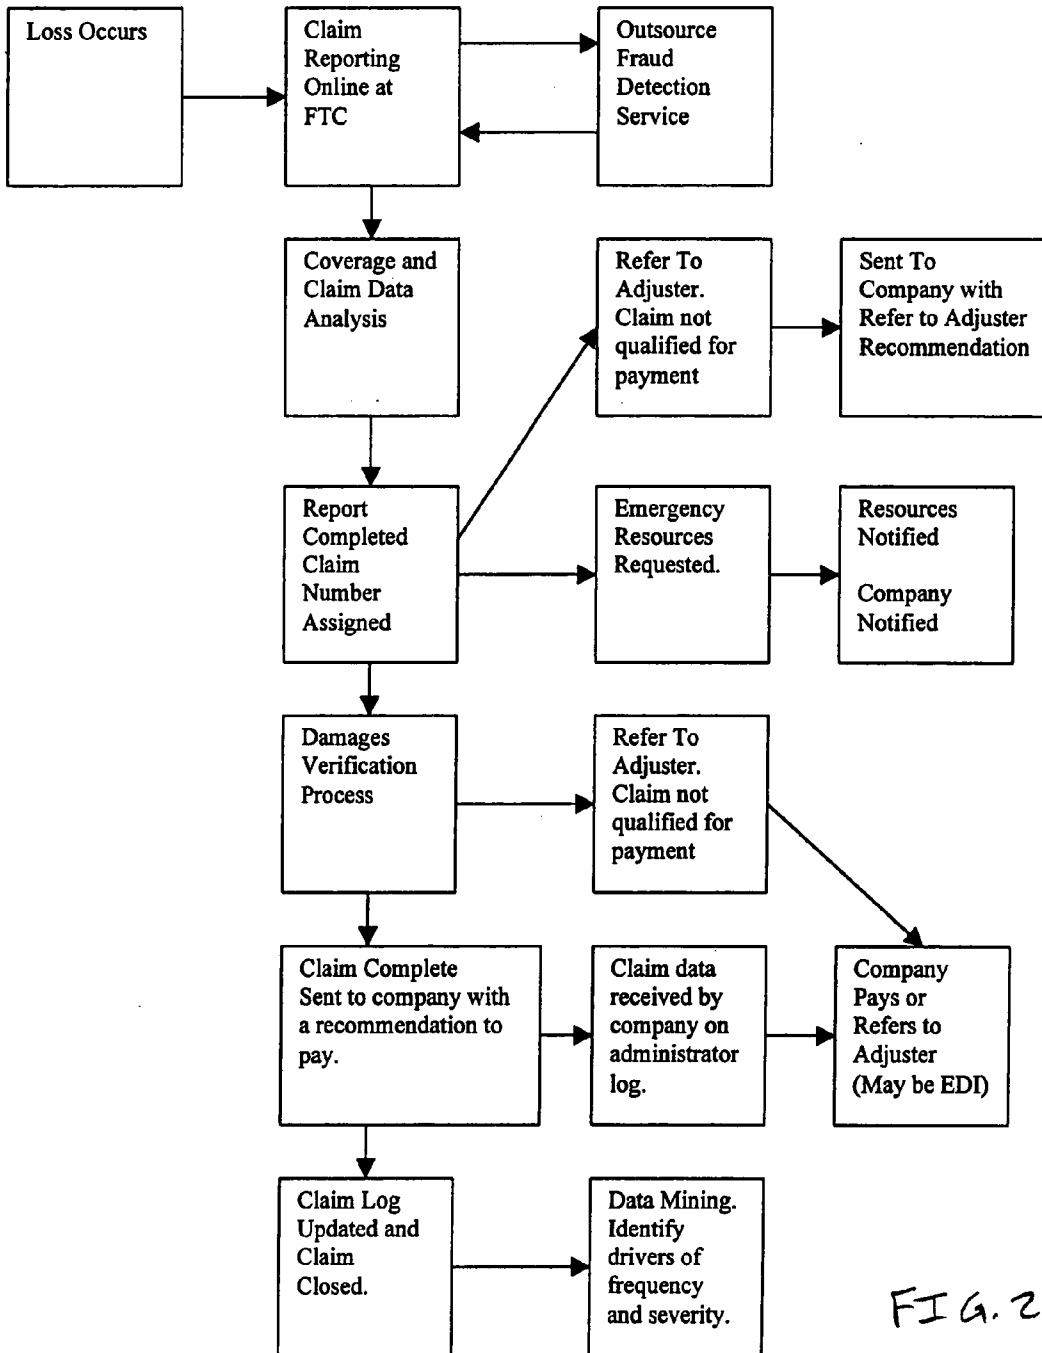 Loss Occurs
Claim
Reporting
Online at
FTC
Outsource
Fraud
Detection
Service
Coverage and
Claim Data
Analysis
Refer To
Adjuster.
Claim not
qualified for
payment
Sent To
Company with
Refer to Adjuster
Recommendation
Report
Completed
Claim
Number
Assigned
Emergency
Resources
Requested.
Resources
Notified
Company
Notified
Damages
Verification
Process
Refer To
Adjuster.
Claim not
qualified for
payment
Claim Complete
Sent to company with
a recommendation to
pay.
Claim data
received by
company on
administrator
log.
Company
Pays or
Refers to
Adjuster
(May be EDI)
Claim Log
Updated and
Claim
Closed.
Data Mining.
Identify
drivers of
frequency
and severity.
FIG. 2